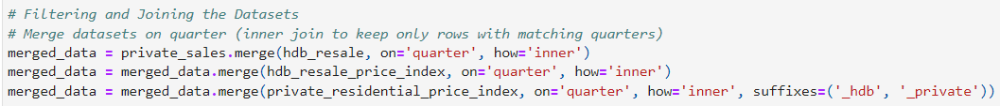 # Filtering and Joining the Datasets
# Merge datasets on quarter (inner join to keep only rows with matching quarters)
merged_data = private_sales.merge(hdb_resale, on='quarter', how='inner')
merged_data = merged_data.merge(hdb_resale_price_index, on='quarter', how='inner')
merged_data = merged_data.merge(private_residential_price_index, on='quarter', how='inner', suffixes=('_hdb', '_private'))